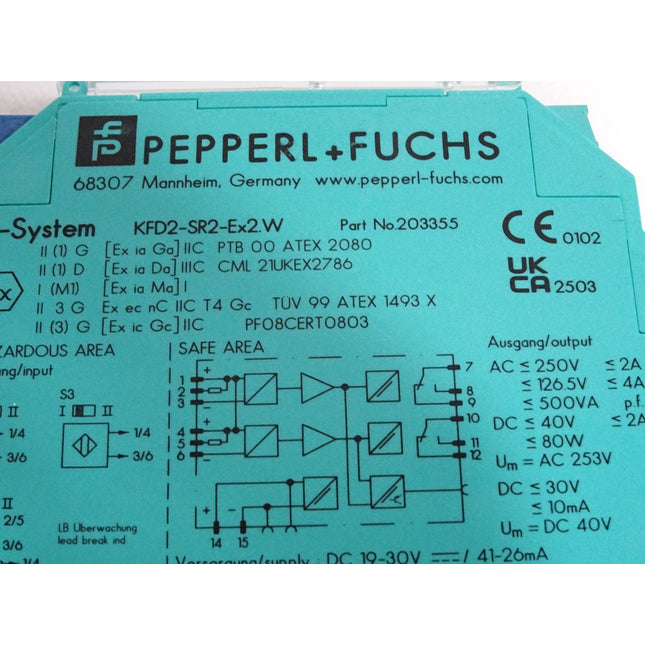 PEPPERL+FUCHS
68307 Mannheim, Germany www.pepperl-fuchs.com
-System KFD2-SR2-Ex2.W Part No.203355
II (1) G [Ex ia Ga] IIC PTB 00 ATEX 2080
II (1) D [Ex ia Da] IIIC CML 21UKEX2786
I (M1) [Ex ia Ma] I
II 3 G Ex ec nC IIC T4 Gc TÜV 99 ATEX 1493 X
II (3) G [Ex ic Gc] IIC PF08CERT0803
CE 0102
UK
CA 2503
ZARDOUS AREA
ng/input
S3
I II
1/4
3/6
II
2/5
3/6
1/4
1/4
3/6
LB Überwachung
lead break ind.
SAFE AREA
+
1
2
3
-
+
4
5
6
-
+ -
14 15
7
8
9
10
11
12
Ausgang/output
AC ≤ 250V ≤ 2A
≤ 126.5V ≤ 4A
≤ 500VA p.f.
DC ≤ 40V ≤ 2A
≤ 80W
Um = AC 253V
DC ≤ 30V
≤ 10mA
Um = DC 40V
Versorgung/supply : DC 19-30V / 41-26mA